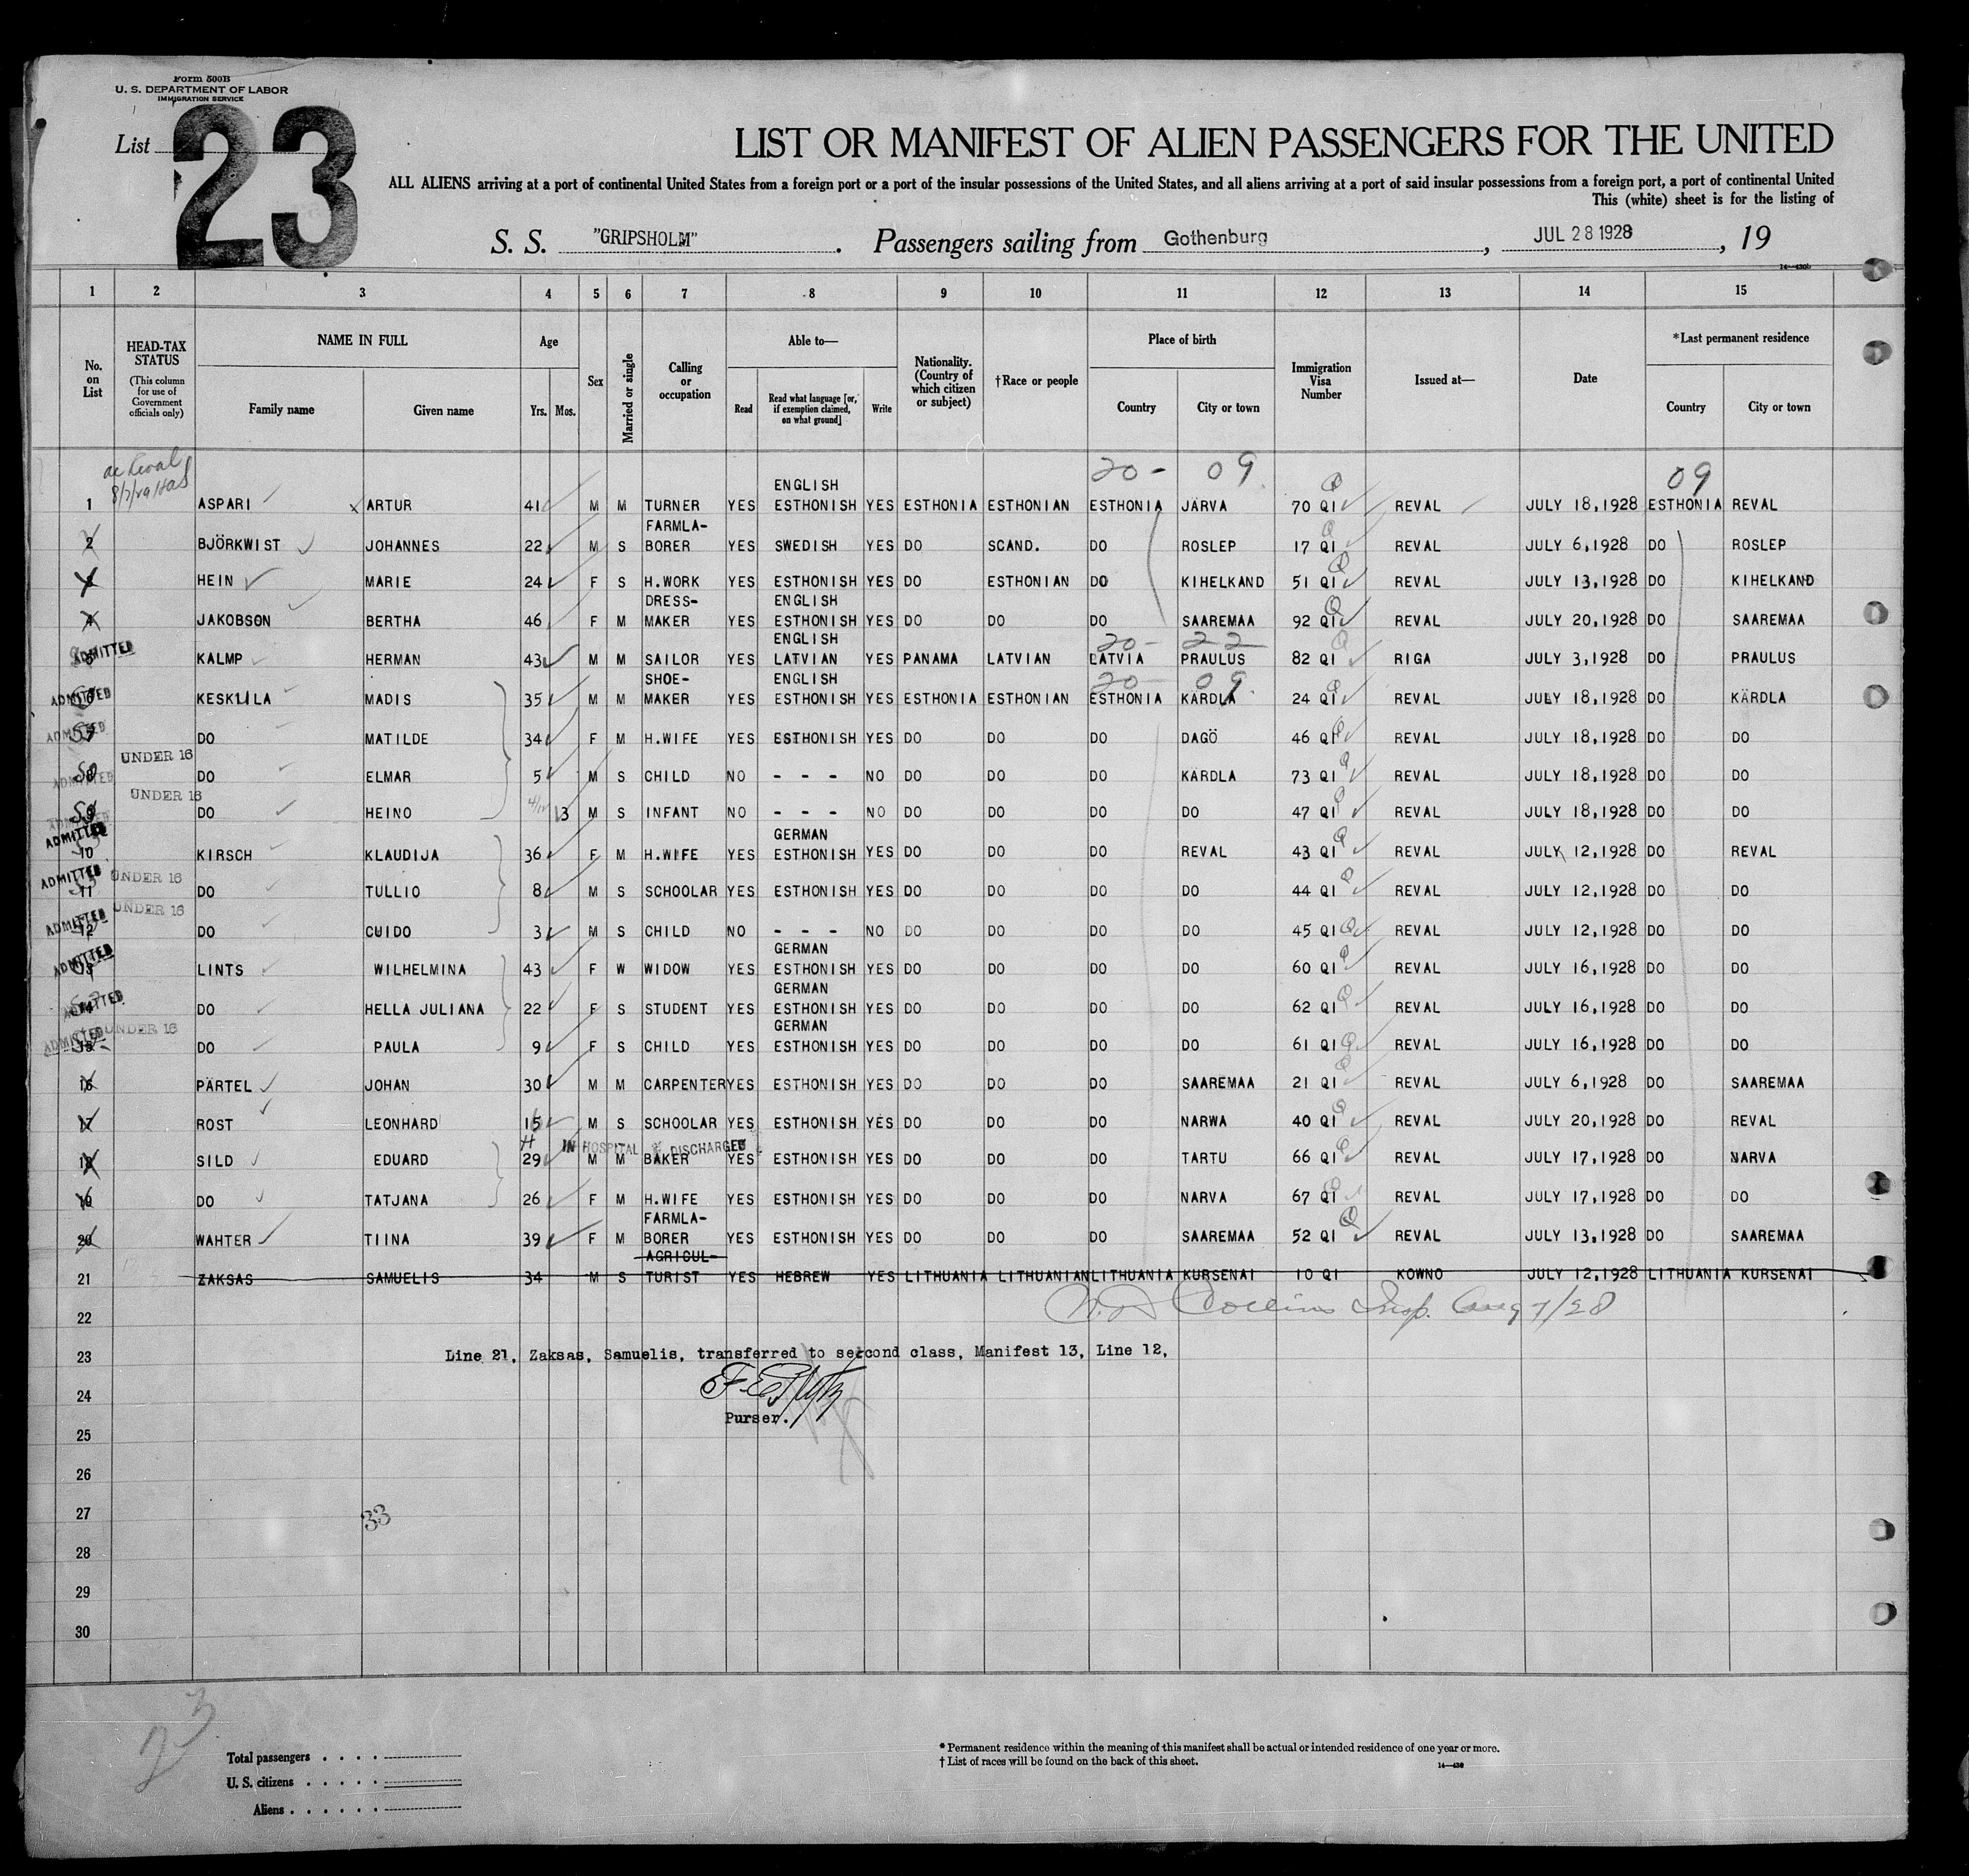 Form 500B
U. S. DEPARTMENT OF LABOR
IMMIGRATION SERVICE
List 23
LIST OR MANIFEST OF ALIEN PASSENGERS FOR THE UNITED
ALL ALIENS arriving at a port of continental United States from a foreign port or a port of the insular possessions of the United States, and all aliens arriving at a port of said insular possessions from a foreign port, a port of continental United
This (white) sheet is for the listing of
S. S. "GRIPSHOLM". Passengers sailing from Gothenburg, JUL 28 1928, 19
14—430b
1 2 3 4 5 6 7 8 9 10 11 12 13 14 15
No. on List
HEAD-TAX STATUS
(This column for use of Government officials only)
NAME IN FULL
Family name Given name
Age
Yrs. Mos.
Sex
Married or single
Calling or occupation
Able to—
Read Read what language [or, if exemption claimed, on what ground] Write
Nationality. (Country of which citizen or subject)
†Race or people
Place of birth
Country City or town
Immigration Visa Number
Issued at—
Date
*Last permanent residence
Country City or town
20- 09 09
ENGLISH
1 ASPARI ARTUR 41 M M TURNER YES ESTHONISH YES ESTHONIA ESTHONIAN ESTHONIA JÄRVA 70 QI REVAL JULY 18,1928 ESTHONIA REVAL
FARMLA-
2 BJÖRKWIST JOHANNES 22 M S BORER YES SWEDISH YES DO SCAND. DO ROSLEP 17 QI REVAL JULY 6,1928 DO ROSLEP
HEIN MARIE 24 F S H.WORK YES ESTHONISH YES DO ESTHONIAN DO KIHELKAND 51 QI REVAL JULY 13,1928 DO KIHELKAND
DRESS- ENGLISH
4 JAKOBSON BERTHA 46 F M MAKER YES ESTHONISH YES DO DO DO SAAREMAA 92 QI REVAL JULY 20,1928 DO SAAREMAA
ENGLISH 20- 22
ADMITTED KALMP HERMAN 43 M M SAILOR YES LATVIAN YES PANAMA LATVIAN LATVIA PRAULUS 82 QI RIGA JULY 3,1928 DO PRAULUS
SHOE- ENGLISH 20- 09
ADMITTED KESKLILA MADIS 35 M M MAKER YES ESTHONISH YES ESTHONIA ESTHONIAN ESTHONIA KÄRDLA 24 QI REVAL JULY 18,1928 DO KÄRDLA
ADMITTED DO MATILDE 34 F M H.WIFE YES ESTHONISH YES DO DO DO DAGÖ 46 QI REVAL JULY 18,1928 DO DO
UNDER 16
ADMITTED DO ELMAR 5 M S CHILD NO - - - NO DO DO DO KÄRDLA 73 QI REVAL JULY 18,1928 DO DO
UNDER 16
DO HEINO 3 M S INFANT NO - - - NO DO DO DO DO 47 QI REVAL JULY 18,1928 DO DO
ADMITTED GERMAN
10 KIRSCH KLAUDIJA 36 F M H.WIFE YES ESTHONISH YES DO DO DO REVAL 43 QI REVAL JULY 12,1928 DO REVAL
ADMITTED UNDER 16
11 DO TULLIO 8 M S SCHOOLAR YES ESTHONISH YES DO DO DO DO 44 QI REVAL JULY 12,1928 DO DO
ADMITTED UNDER 16
12 DO CUIDO 3 M S CHILD NO - - - NO DO DO DO DO 45 QI REVAL JULY 12,1928 DO DO
GERMAN
ADMITTED LINTS WILHELMINA 43 F W WIDOW YES ESTHONISH YES DO DO DO DO 60 QI REVAL JULY 16,1928 DO DO
GERMAN
ADMITTED DO HELLA JULIANA 22 F S STUDENT YES ESTHONISH YES DO DO DO DO 62 QI REVAL JULY 16,1928 DO DO
UNDER 16 GERMAN
ADMITTED 15 DO PAULA 9 F S CHILD YES ESTHONISH YES DO DO DO DO 61 QI REVAL JULY 16,1928 DO DO
16 PÄRTEL JOHAN 30 M M CARPENTER YES ESTHONISH YES DO DO DO SAAREMAA 21 QI REVAL JULY 6,1928 DO SAAREMAA
17 ROST LEONHARD 15 M S SCHOOLAR YES ESTHONISH YES DO DO DO NARWA 40 QI REVAL JULY 20,1928 DO REVAL
H IN HOSPITAL & DISCHARGED
18 SILD EDUARD 29 M M BAKER YES ESTHONISH YES DO DO DO TARTU 66 QI REVAL JULY 17,1928 DO NARVA
19 DO TATJANA 26 F M H.WIFE YES ESTHONISH YES DO DO DO NARVA 67 QI REVAL JULY 17,1928 DO DO
FARMLA-
20 WAHTER TIINA 39 F M BORER YES ESTHONISH YES DO DO DO SAAREMAA 52 QI REVAL JULY 13,1928 DO SAAREMAA
AGRICUL-
21 ZAKSAS SAMUELIS 34 M S TURIST YES HEBREW YES LITHUANIA LITHUANIAN LITHUANIA KURSENAI 10 QI KOWNO JULY 12,1928 LITHUANIA KURSENAI
22 Collins Insp. Aug 7/28
23 Line 21, Zaksas, Samuelis, transferred to second class, Manifest 13, Line 12,
24
Purser.
25
26
27
33
28
29
30
23
Total passengers
U. S. citizens
Aliens
* Permanent residence within the meaning of this manifest shall be actual or intended residence of one year or more.
† List of races will be found on the back of this sheet.
14—430